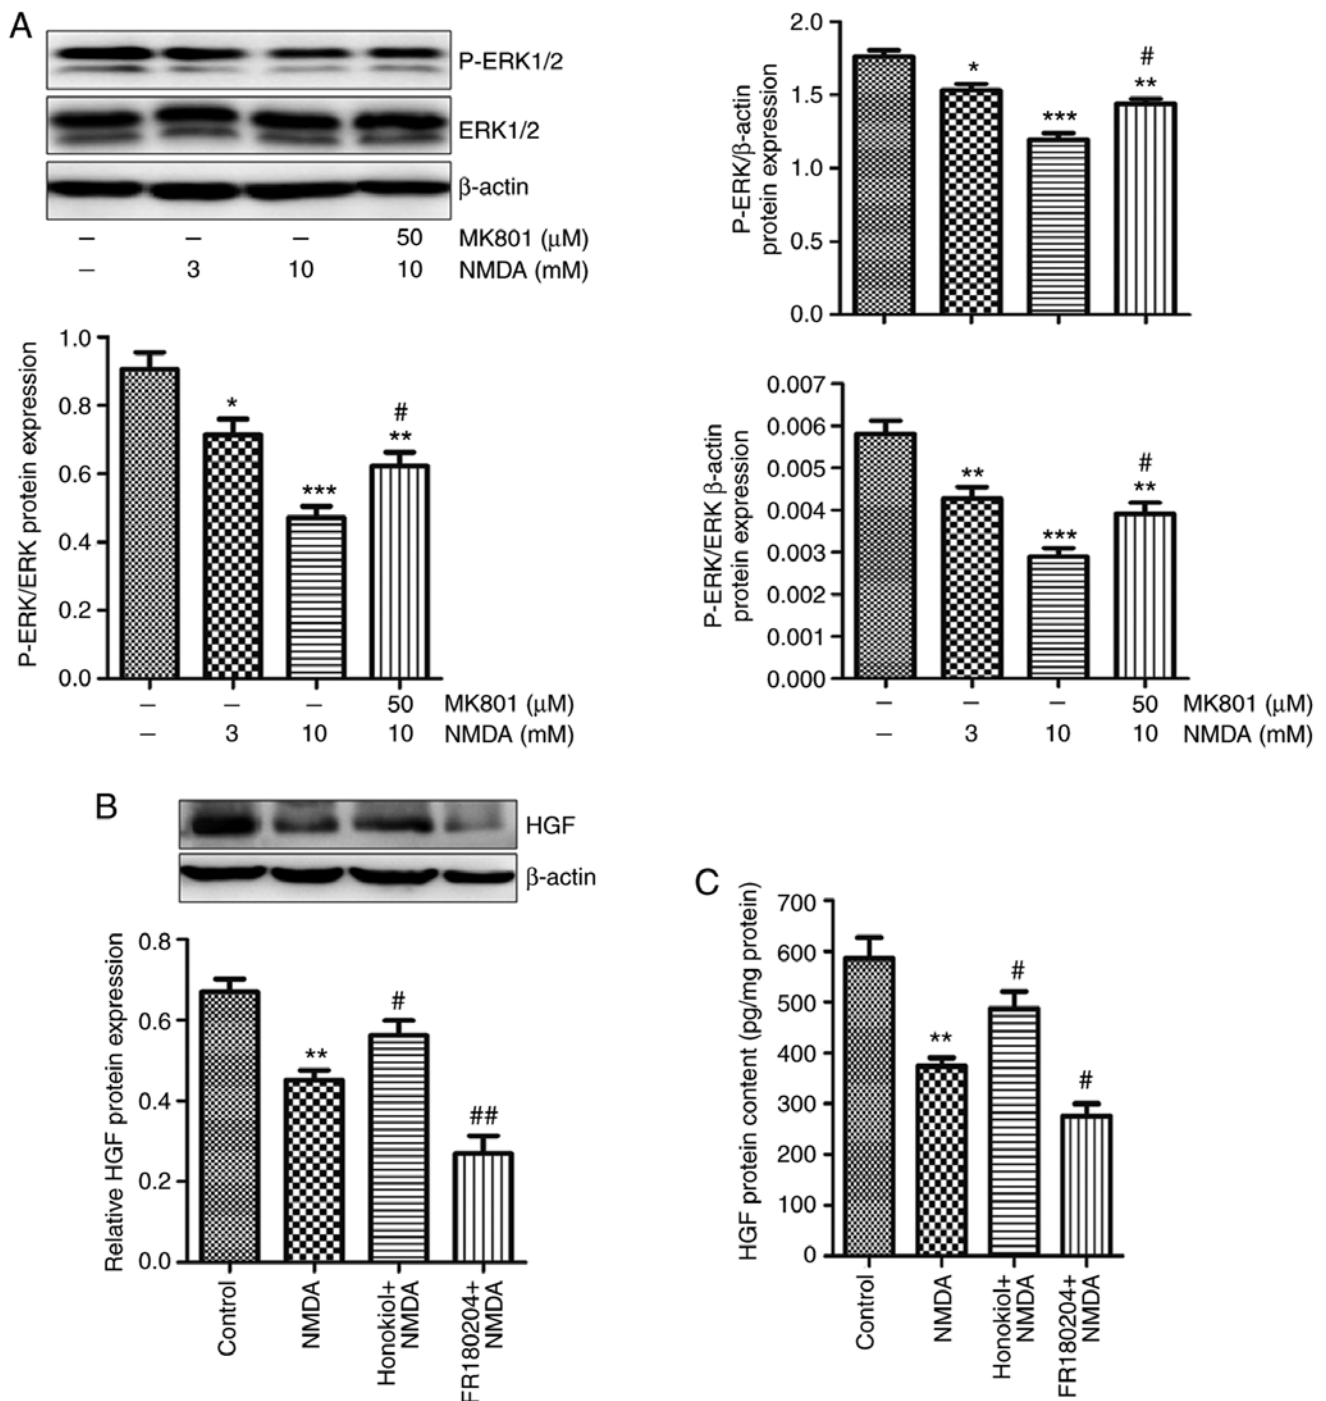 A
P-ERK1/2
ERK1/2
β-actin
– – – 50 MK801 (μM)
– 3 10 10 NMDA (mM)
P-ERK/β-actin
protein expression
2.0
1.5
1.0
0.5
0.0
*
***
#
**
P-ERK/ERK protein expression
1.0
0.8
0.6
0.4
0.2
0.0
*
***
#
**
– – – 50 MK801 (μM)
– 3 10 10 NMDA (mM)
P-ERK/ERK β-actin
protein expression
0.007
0.006
0.005
0.004
0.003
0.002
0.001
0.000
**
***
#
**
– – – 50 MK801 (μM)
– 3 10 10 NMDA (mM)
B
HGF
β-actin
Relative HGF protein expression
0.8
0.6
0.4
0.2
0.0
**
#
##
Control
NMDA
Honokiol+
NMDA
FR180204+
NMDA
C
HGF protein content (pg/mg protein)
700
600
500
400
300
200
100
0
**
#
#
Control
NMDA
Honokiol+
NMDA
FR180204+
NMDA